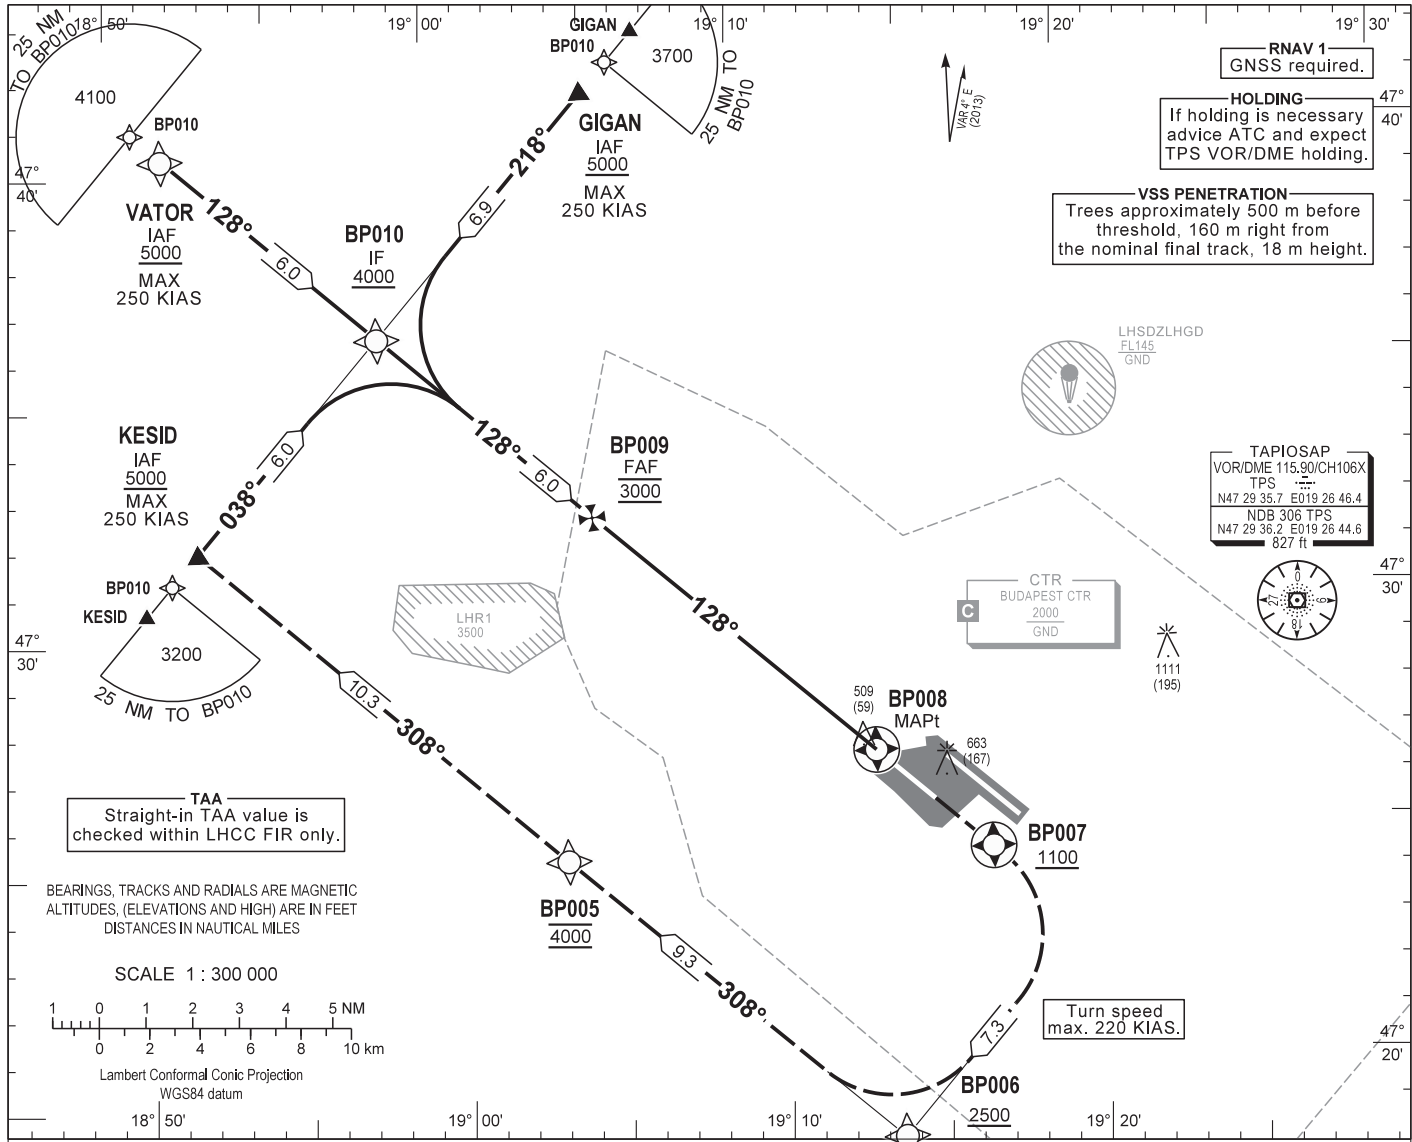 18° 50'
19° 00'
19° 10'
19° 20'
19° 30'
25 NM
TO BP010
4100
BP010
GIGAN
BP010
3700
25 NM TO
BP010
VAR 4° E
(2013)
RNAV 1
GNSS required.
HOLDING
If holding is necessary
advice ATC and expect
TPS VOR/DME holding.
VSS PENETRATION
Trees approximately 500 m before
threshold, 160 m right from
the nominal final track, 18 m height.
47°
40'
47°
40'
VATOR
IAF
5000
MAX
250 KIAS
128°
6.0
GIGAN
IAF
5000
MAX
250 KIAS
218°
6.9
BP010
IF
4000
LHSDZLHGD
FL145
GND
KESID
IAF
5000
MAX
250 KIAS
038°
6.0
128°
6.0
BP009
FAF
3000
TAPIOSAP
VOR/DME 115.90/CH106X
TPS
N47 29 35.7 E019 26 46.4
NDB 306 TPS
N47 29 36.2 E019 26 44.6
827 ft
0
9
18
27
47°
30'
47°
30'
BP010
KESID
3200
25 NM TO BP010
LHR1
3500
128°
C
CTR
BUDAPEST CTR
2000
GND
1111
(195)
10.3
308°
509
(59)
BP008
MAPt
663
(167)
BP007
1100
TAA
Straight-in TAA value is
checked within LHCC FIR only.
BEARINGS, TRACKS AND RADIALS ARE MAGNETIC
ALTITUDES, (ELEVATIONS AND HIGH) ARE IN FEET
DISTANCES IN NAUTICAL MILES
BP005
4000
9.3
308°
SCALE 1 : 300 000
1 0 1 2 3 4 5 NM
0 2 4 6 8 10 km
Lambert Conformal Conic Projection
WGS84 datum
7.3
Turn speed
max. 220 KIAS.
BP006
2500
47°
20'
18° 50'
19° 00'
19° 10'
19° 20'